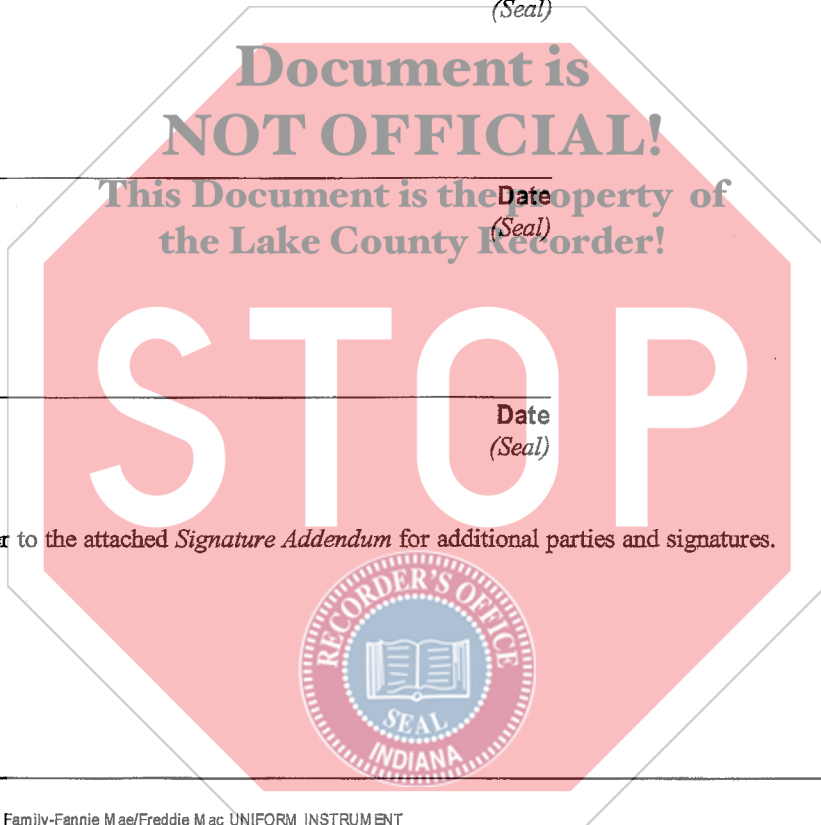 (Seal)
Document is
NOT OFFICIAL!
This Document is the property of
Date
the Lake County Recorder!
(Seal)
STOP
Date
(Seal)
to the attached Signature Addendum for additional parties and signatures.
RECORDER'S OFFICE
SEAL
INDIANA
Family-Fannie Mae/Freddie Mac UNIFORM INSTRUMENT